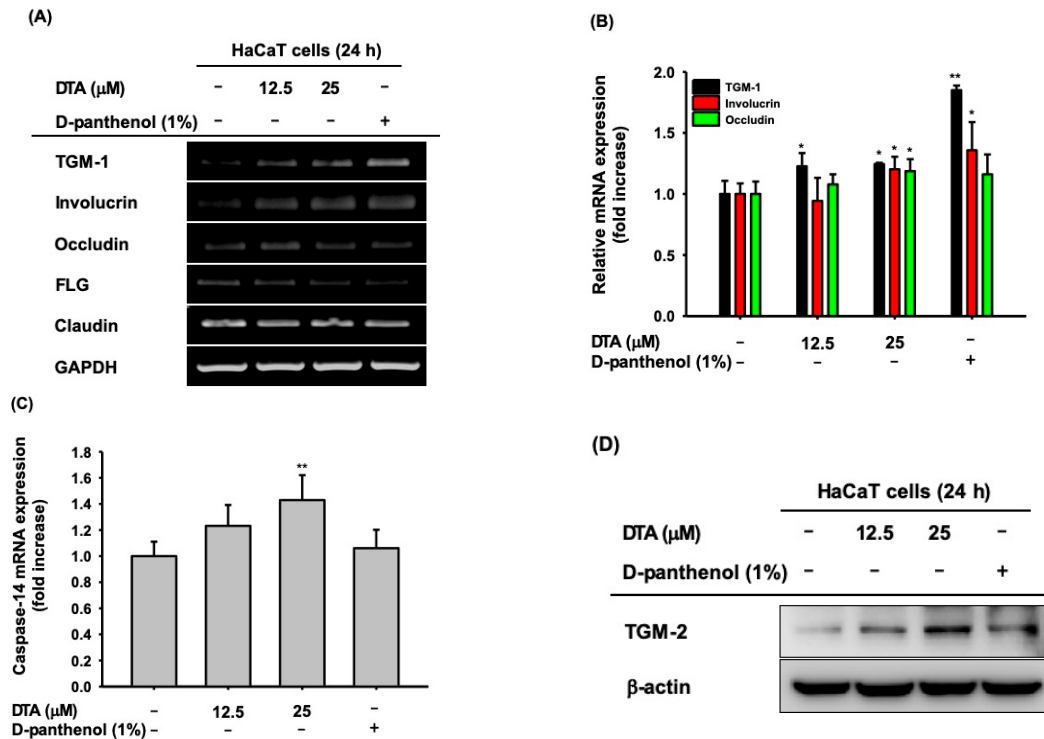 (A)
HaCaT cells (24 h)
DTA (μM) – 12.5 25 –
D-panthenol (1%) – – – +
TGM-1
Involucrin
Occludin
FLG
Claudin
GAPDH
(B)
Relative mRNA expression
(fold increase)
2.0
1.5
1.0
0.5
0.0
TGM-1
Involucrin
Occludin
*
* * *
**
*
DTA (μM) – 12.5 25 –
D-panthenol (1%) – – – +
(C)
Caspase-14 mRNA expression
(fold increase)
1.8
1.6
1.4
1.2
1.0
0.8
0.6
0.4
0.2
0.0
**
DTA (μM) – 12.5 25 –
D-panthenol (1%) – – – +
(D)
HaCaT cells (24 h)
DTA (μM) – 12.5 25 –
D-panthenol (1%) – – – +
TGM-2
β-actin